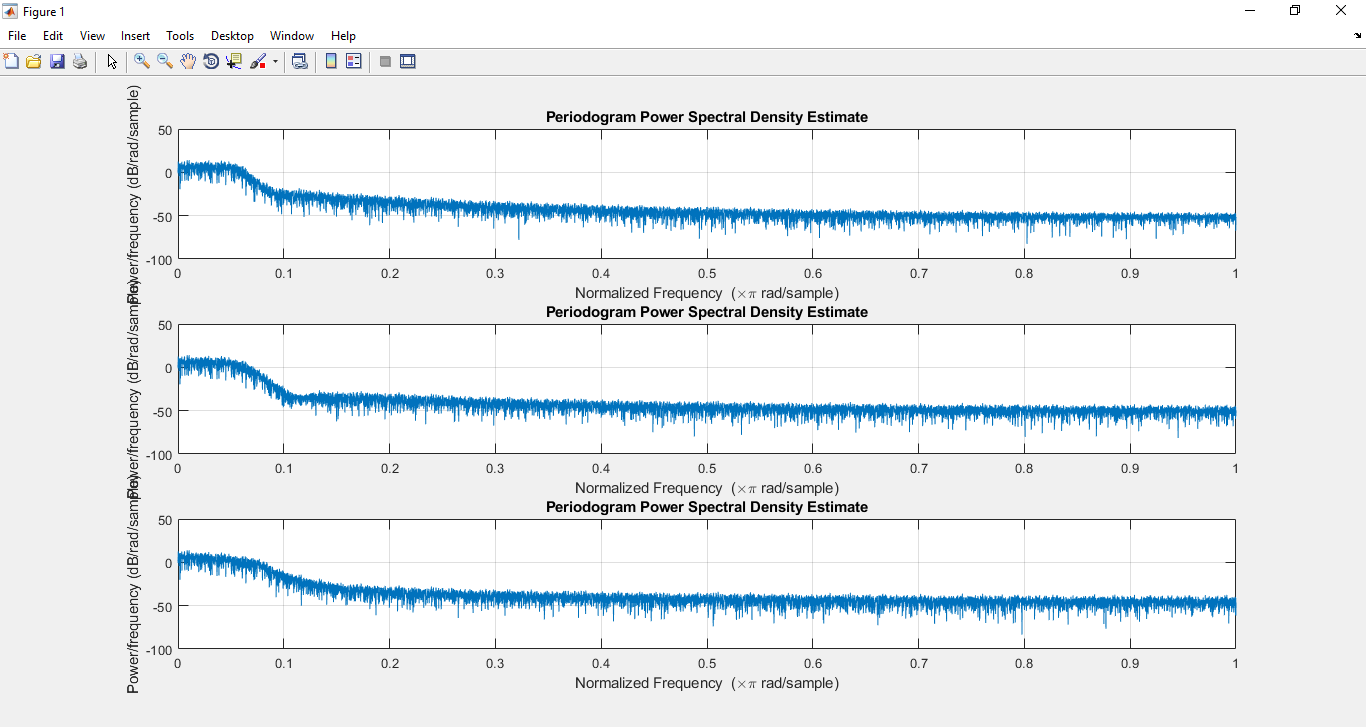 Figure 1
File Edit View Insert Tools Desktop Window Help
Periodogram Power Spectral Density Estimate
Power/frequency (dB/rad/sample)
50
0
-50
-100
0 0.1 0.2 0.3 0.4 0.5 0.6 0.7 0.8 0.9 1
Normalized Frequency (×π rad/sample)
Periodogram Power Spectral Density Estimate
Power/frequency (dB/rad/sample)
50
0
-50
-100
0 0.1 0.2 0.3 0.4 0.5 0.6 0.7 0.8 0.9 1
Normalized Frequency (×π rad/sample)
Periodogram Power Spectral Density Estimate
Power/frequency (dB/rad/sample)
50
0
-50
-100
0 0.1 0.2 0.3 0.4 0.5 0.6 0.7 0.8 0.9 1
Normalized Frequency (×π rad/sample)